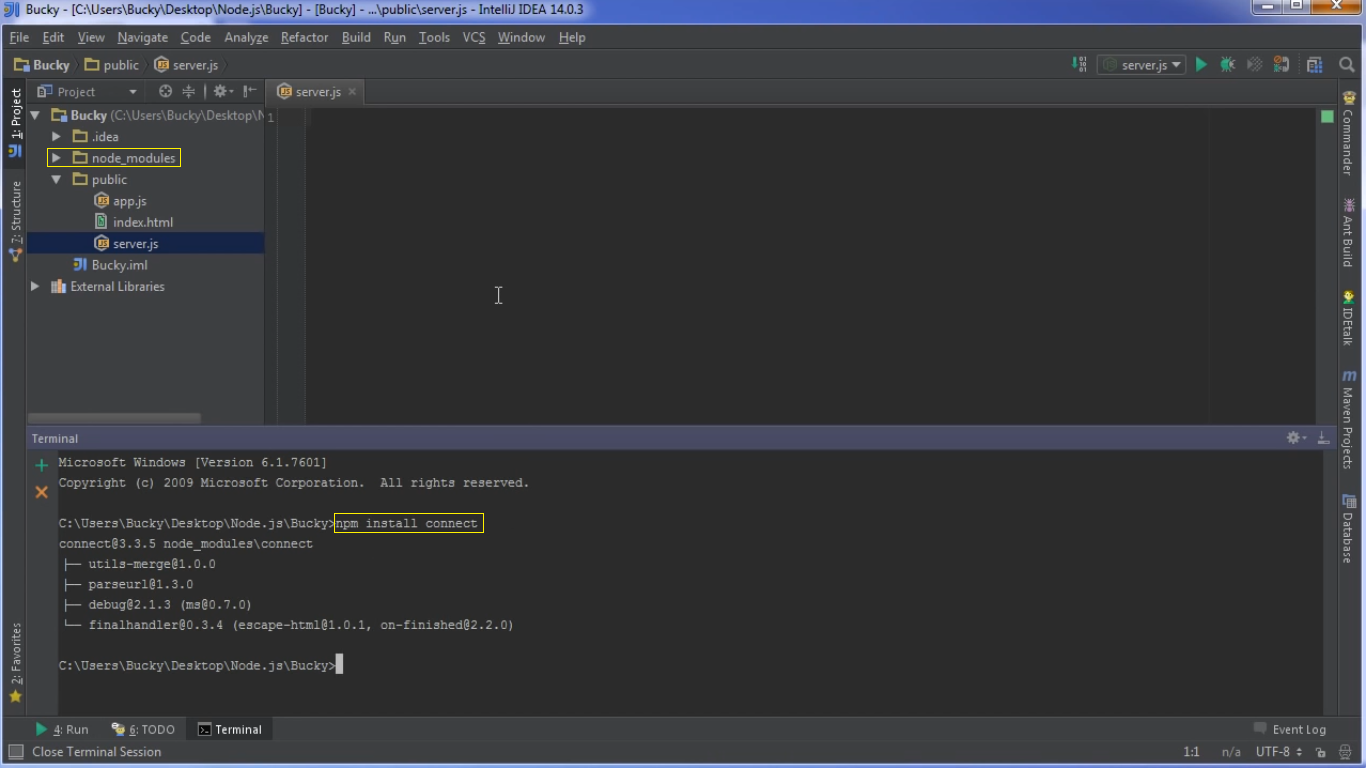 Bucky - [C:\Users\Bucky\Desktop\Node.js\Bucky] - [Bucky] - ...\public\server.js - IntelliJ IDEA 14.0.3
File Edit View Navigate Code Analyze Refactor Build Run Tools VCS Window Help
Bucky public server.js
server.js
Project
server.js
1: Project
7: Structure
2: Favorites
Bucky (C:\Users\Bucky\Desktop\N
.idea
node_modules
public
app.js
index.html
server.js
Bucky.iml
External Libraries
1
Commander
Ant Build
IDEtalk
Maven Projects
Database
Terminal
Microsoft Windows [Version 6.1.7601]
Copyright (c) 2009 Microsoft Corporation.  All rights reserved.
C:\Users\Bucky\Desktop\Node.js\Bucky>npm install connect
connect@3.3.5 node_modules\connect
├── utils-merge@1.0.0
├── parseurl@1.3.0
├── debug@2.1.3 (ms@0.7.0)
└── finalhandler@0.3.4 (escape-html@1.0.1, on-finished@2.2.0)
C:\Users\Bucky\Desktop\Node.js\Bucky>
4: Run 6: TODO Terminal Event Log
Close Terminal Session 1:1 n/a UTF-8